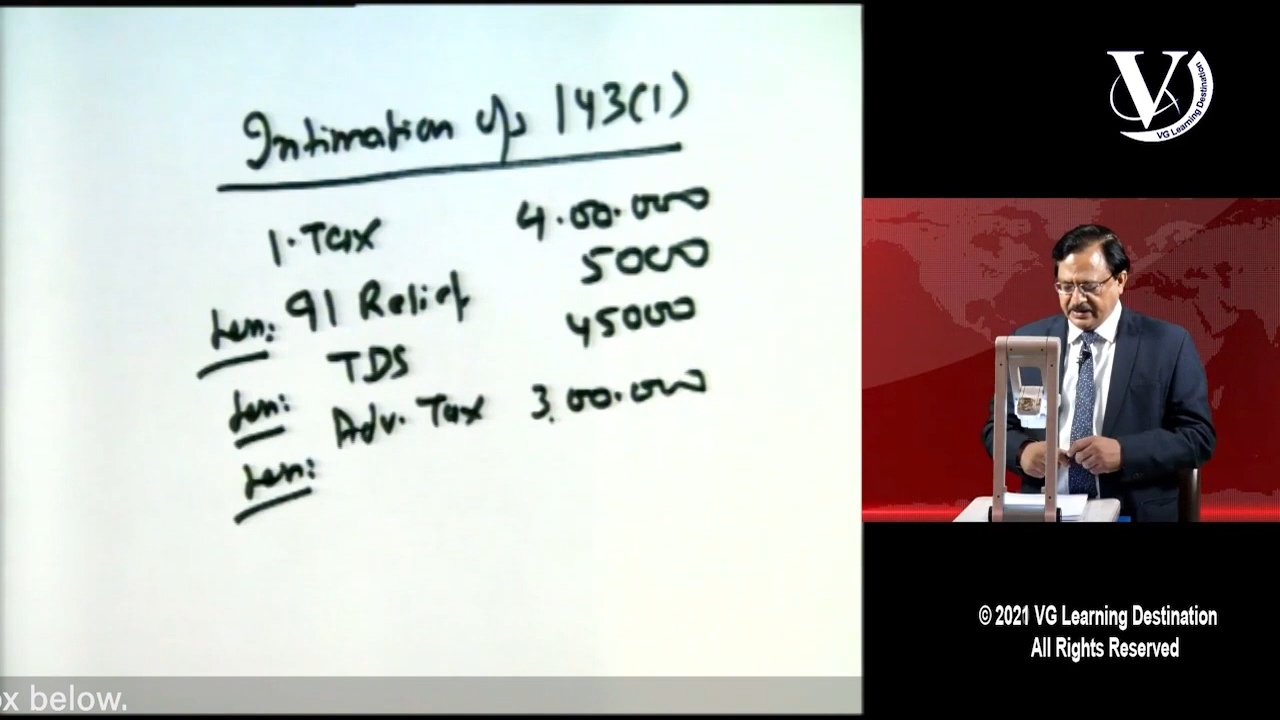 Intimation u/s 143(1)
I.Tax 4.00.000
Less: 91 Relief 5000
Less: TDS 45000
Less: Adv. Tax 3.00.000
V
VG Learning Destination
© 2021 VG Learning Destination
All Rights Reserved
ox below.